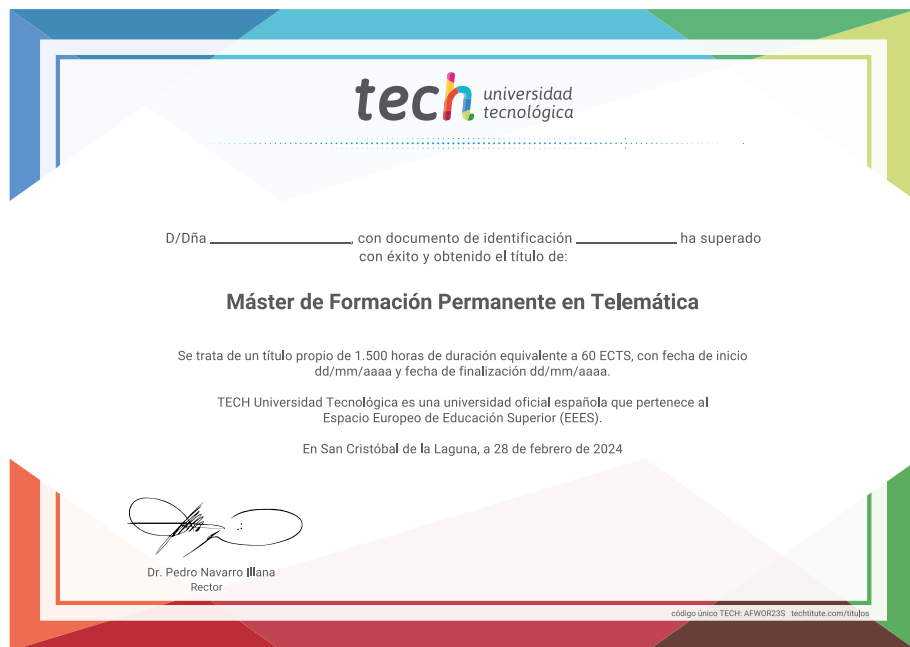 tech universidad
tecnológica
D/Dña ____________________, con documento de identificación ______________ ha superado
con éxito y obtenido el título de:
Máster de Formación Permanente en Telemática
Se trata de un título propio de 1.500 horas de duración equivalente a 60 ECTS, con fecha de inicio
dd/mm/aaaa y fecha de finalización dd/mm/aaaa.
TECH Universidad Tecnológica es una universidad oficial española que pertenece al
Espacio Europeo de Educación Superior (EEES).
En San Cristóbal de la Laguna, a 28 de febrero de 2024
Dr. Pedro Navarro Illana
Rector
código único TECH: AFWOR23S techtitute.com/titulos